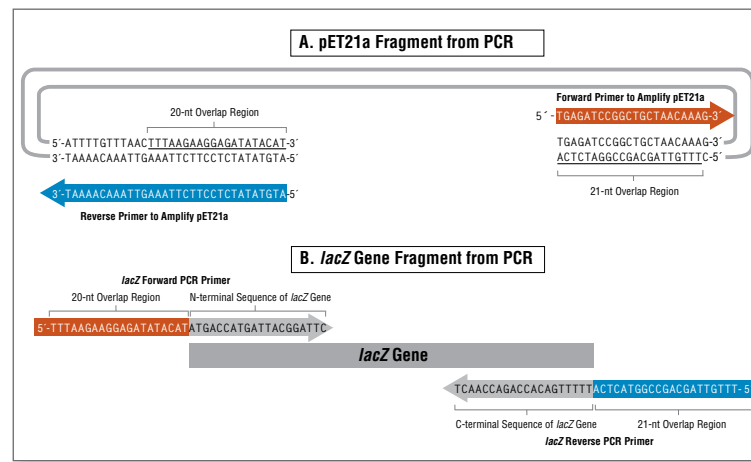 A. pET21a Fragment from PCR
Forward Primer to Amplify pET21a
5´-TGAGATCCGGCTGCTAACAAAG-3´
20-nt Overlap Region
5´-ATTTTGTTTAACTTTAAGAAGGAGATATACAT-3´
3´-TAAAACAAATTGAAATTCTTCCTCTATATGTA-5´
TGAGATCCGGCTGCTAACAAAG-3´
ACTCTAGGCCGACGATTGTTTC-5´
21-nt Overlap Region
3´-TAAAACAAATTGAAATTCTTCCTCTATATGTA-5´
Reverse Primer to Amplify pET21a
B. lacZ Gene Fragment from PCR
lacZ Forward PCR Primer
20-nt Overlap Region
N-terminal Sequence of lacZ Gene
5´-TTTAAGAAGGAGATATACATATGACCATGATTACGGATTC
lacZ Gene
TCAACCAGACCACAGTTTTTACTCATGGCCGACGATTGTTT-5´
C-terminal Sequence of lacZ Gene
21-nt Overlap Region
lacZ Reverse PCR Primer